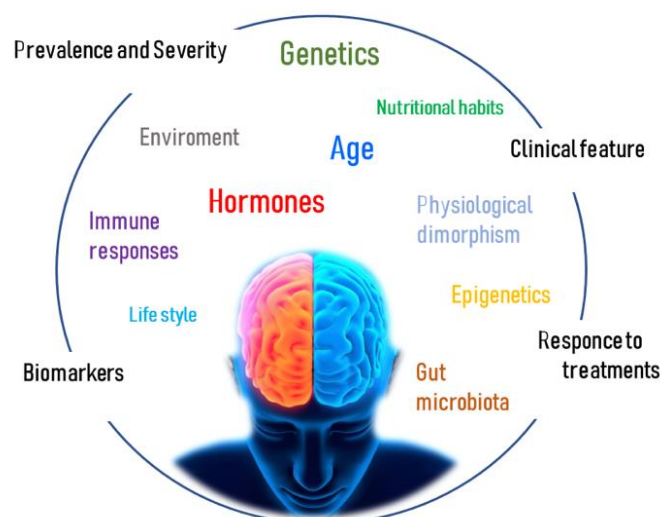 Prevalence and Severity
Genetics
Nutritional habits
Enviroment
Age
Clinical feature
Hormones
Physiological
dimorphism
Immune
responses
Epigenetics
Life style
Responce to
treatments
Biomarkers
Gut
microbiota